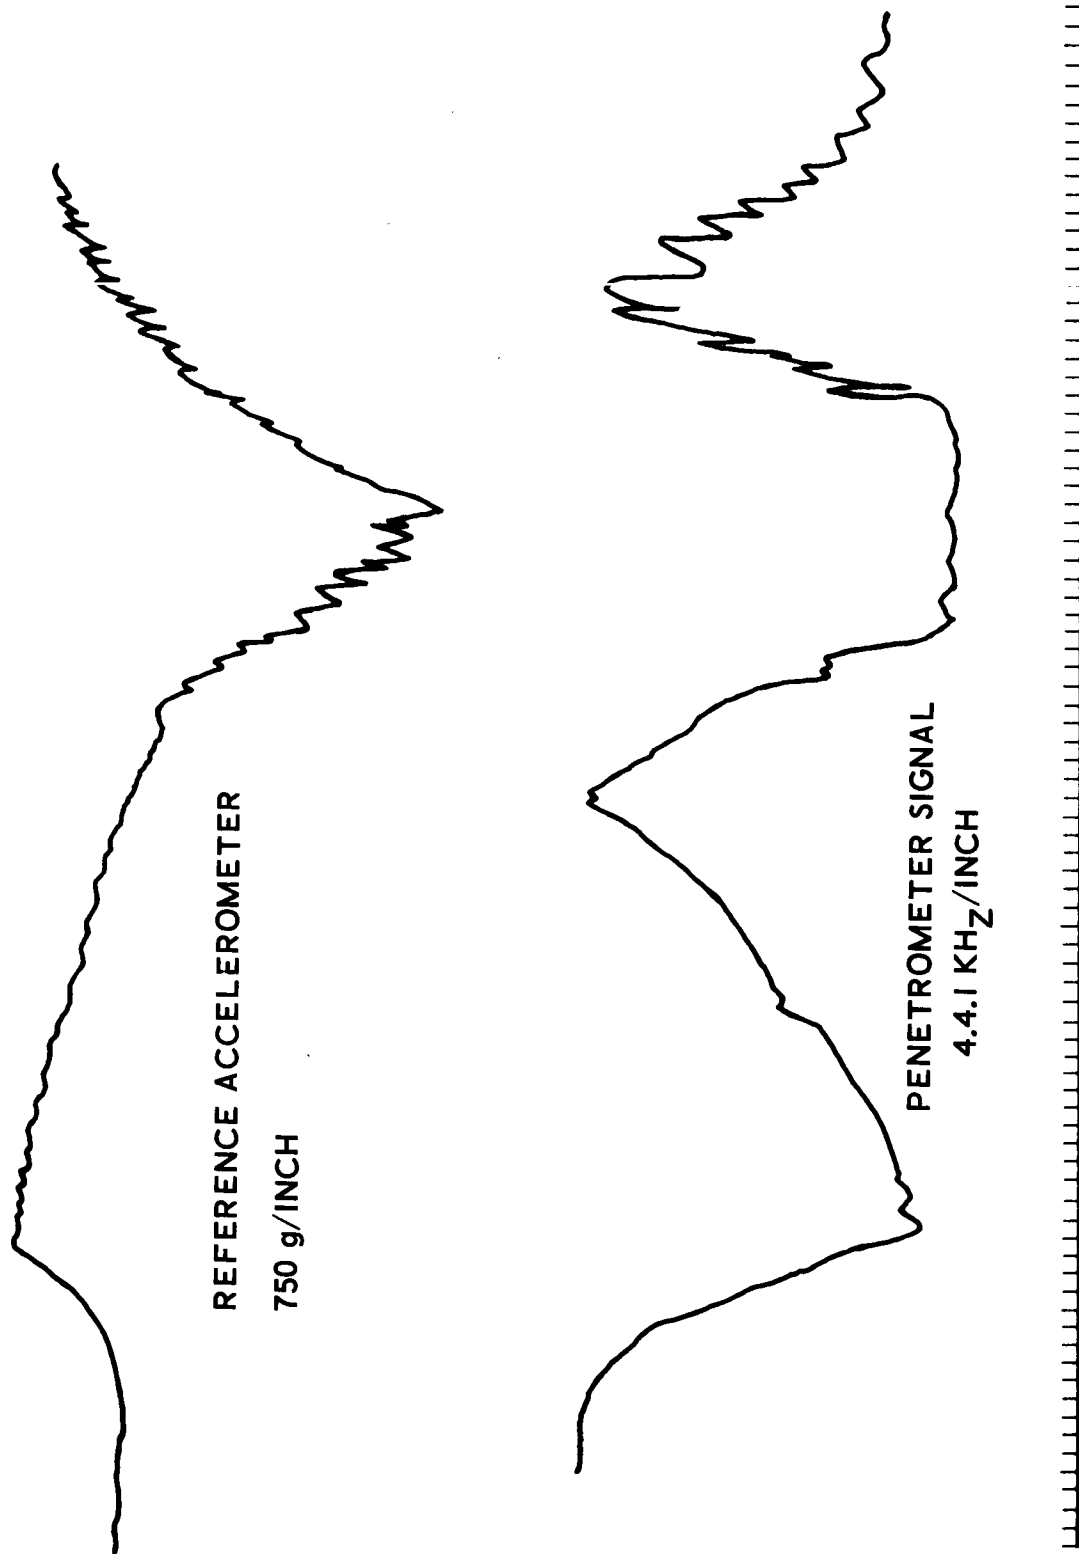 REFERENCE ACCELEROMETER
750 g/INCH
PENETROMETER SIGNAL
4.4.1 KHZ/INCH